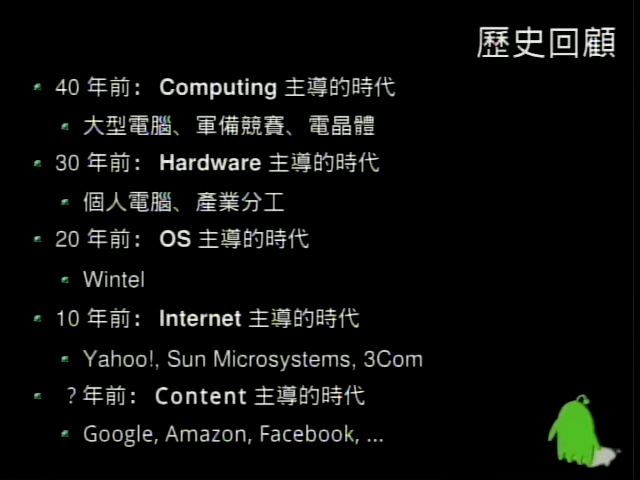 歷史回顧
40 年前： Computing 主導的時代
大型電腦、軍備競賽、電晶體
30 年前： Hardware 主導的時代
個人電腦、產業分工
20 年前： OS 主導的時代
Wintel
10 年前： Internet 主導的時代
Yahoo!, Sun Microsystems, 3Com
? 年前： Content 主導的時代
Google, Amazon, Facebook, ...